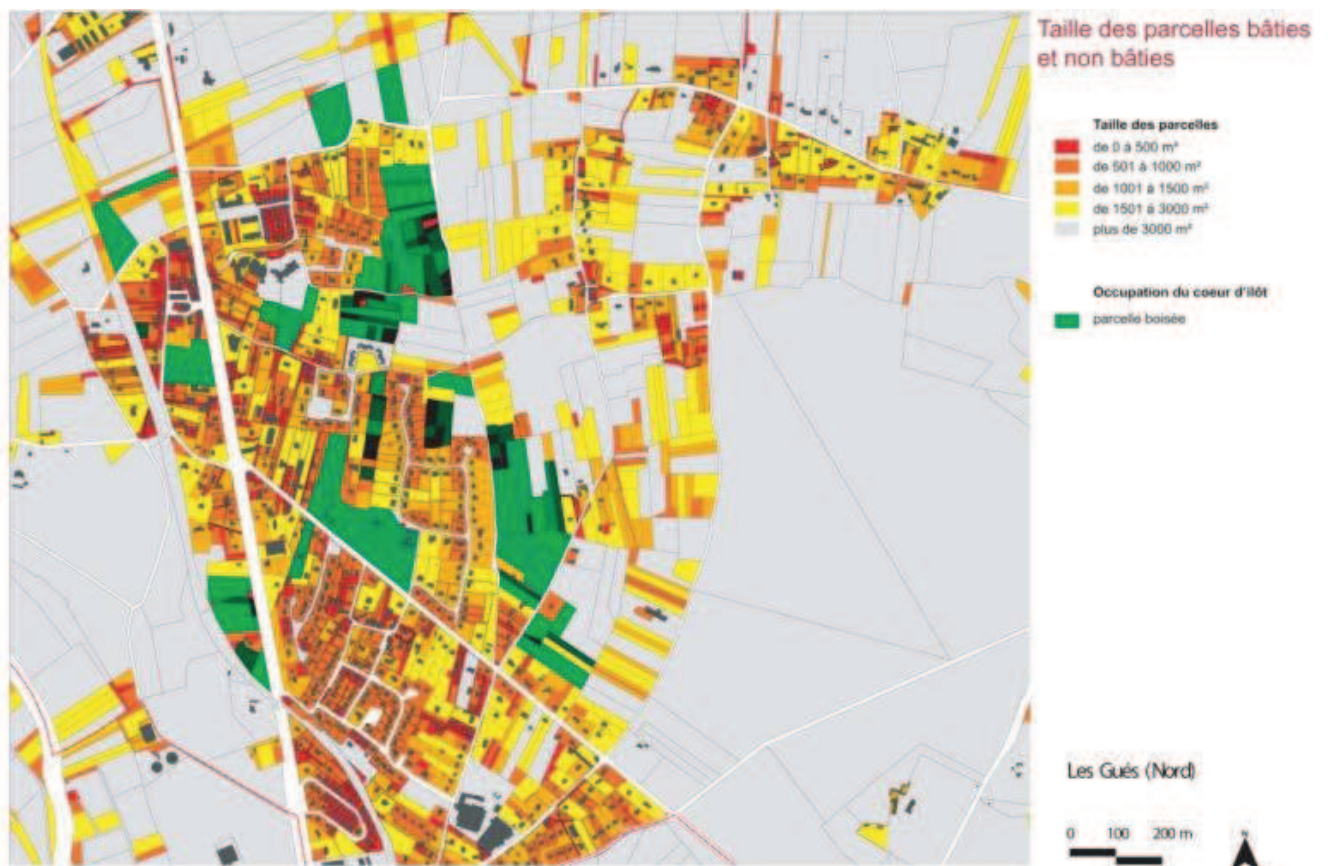 Taille des parcelles bâties
et non bâties
Taille des parcelles
de 0 à 500 m²
de 501 à 1000 m²
de 1001 à 1500 m²
de 1501 à 3000 m²
plus de 3000 m²
Occupation du coeur d'îlôt
parcelle boisée
Les Gués (Nord)
0 100 200 m
N